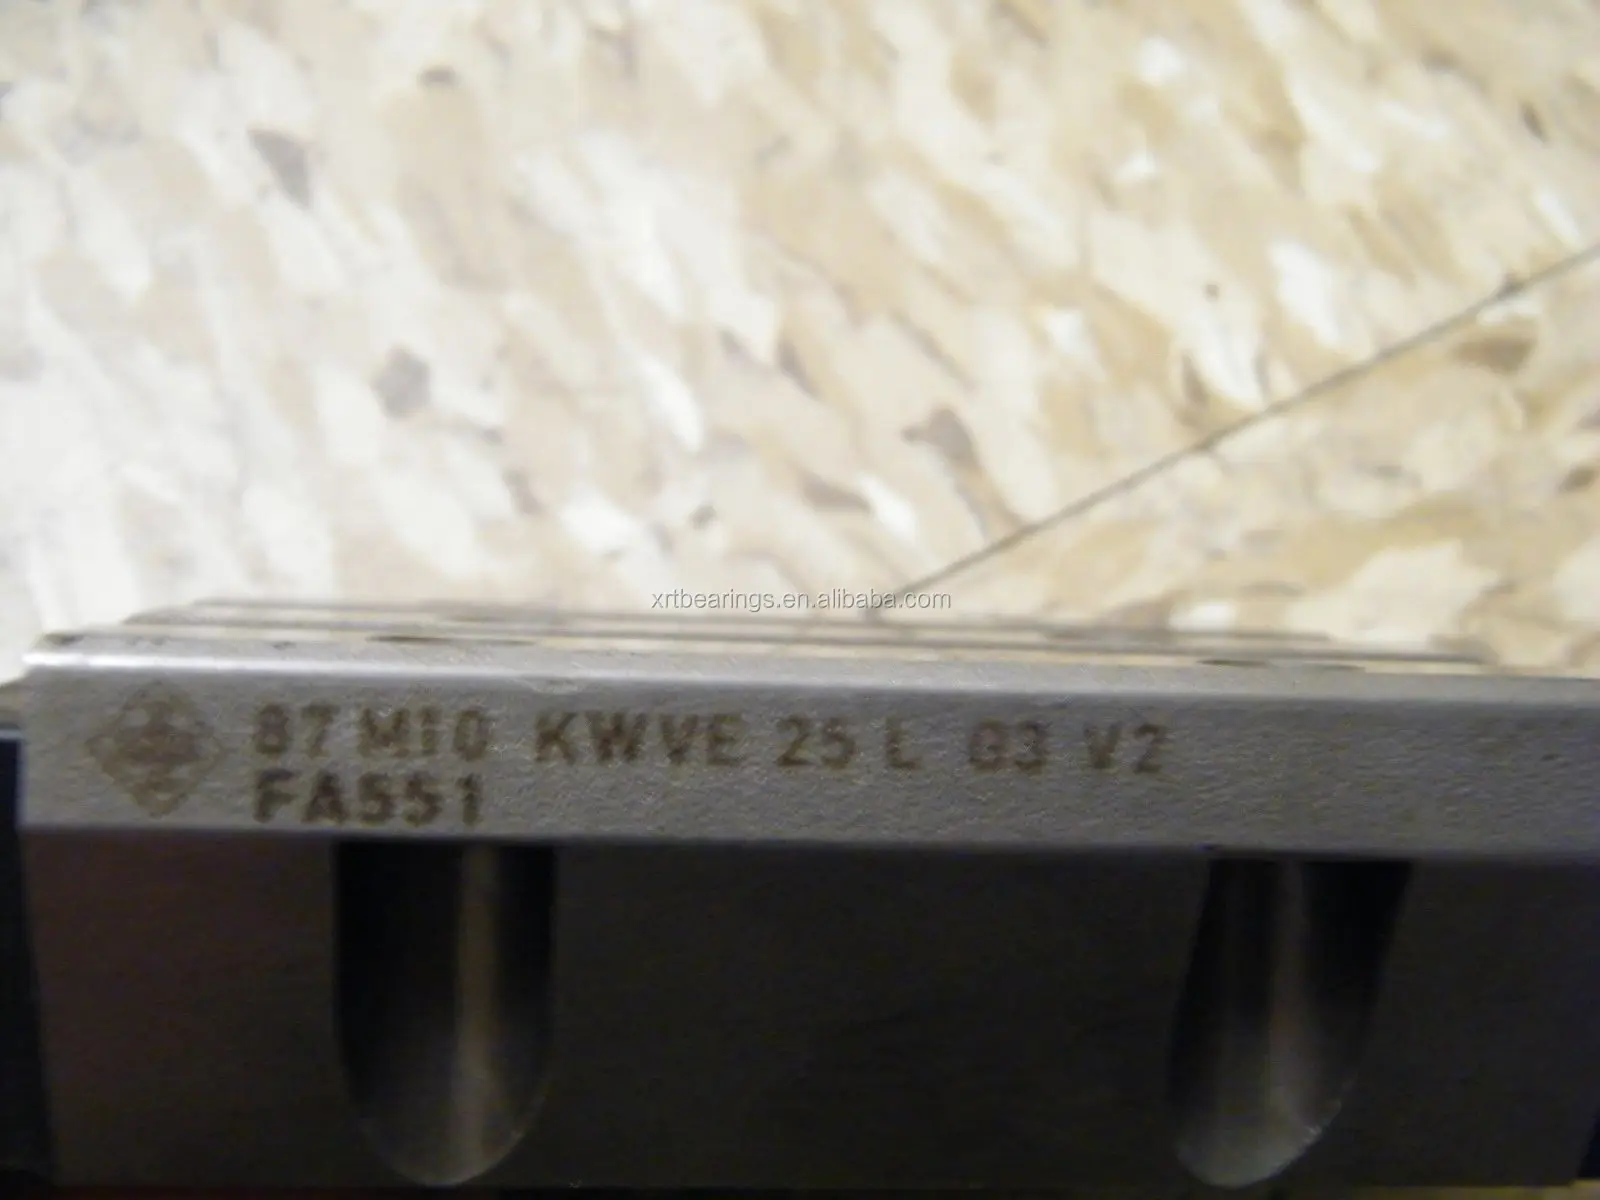 xrtbearings.en.alibaba.com
87 M10 KWVE 25 L G3 V2
FA551